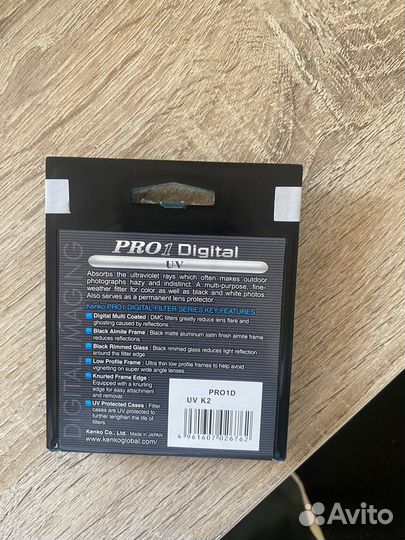 DIGITAL IMAGING
PRO1 Digital
UV
Absorbs the ultraviolet rays which often makes outdoor
photographs hazy and indistinct. A multi-purpose, fine-
weather filter for color as well as black and white photos.
Also serves as a permanent lens protector.
Kenko PRO1 DIGITAL FILTER SERIES KEY FEATURES
Digital Multi Coated : DMC filters greatly reduce lens flare and
ghosting caused by reflections.
Black Almite Frame : Black matte aluminum satin finish almite frame
reduces reflections.
Black Rimmed Glass : Black rimmed glass reduces light reflection
around the filter edge
Low Profile Frame : Ultra thin low profile frames to help avoid
vignetting on super wide angle lenses.
Knurled Frame Edge :
Equipped with a knurling
edge for easy attachment
and removal.
UV Protected Cases : Filter
cases are UV protected to
further lengthen the life of
filters.
Kenko Co., Ltd. Made in JAPAN
www.kenkoglobal.com
PRO1D
UV K2
4961607026762
Avito